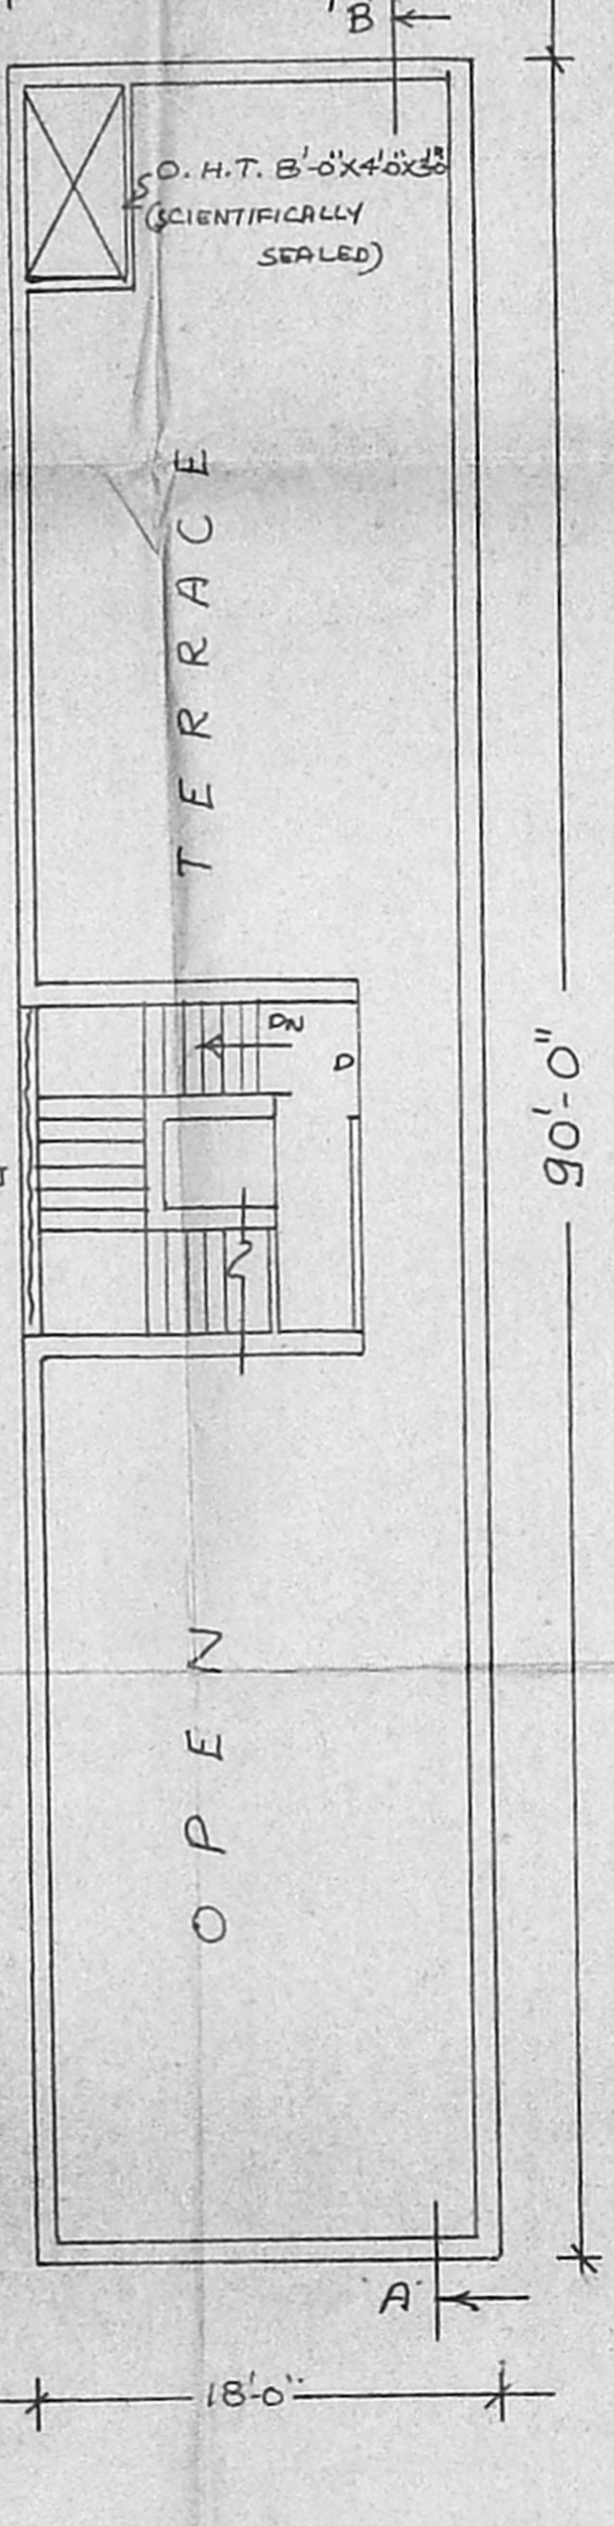 B
O.H.T. 8'-0"X4'-0"X3'0"
(SCIENTIFICALLY
SEALED)
OPEN TERRACE
DN
D
90'-0"
A
18'-0"